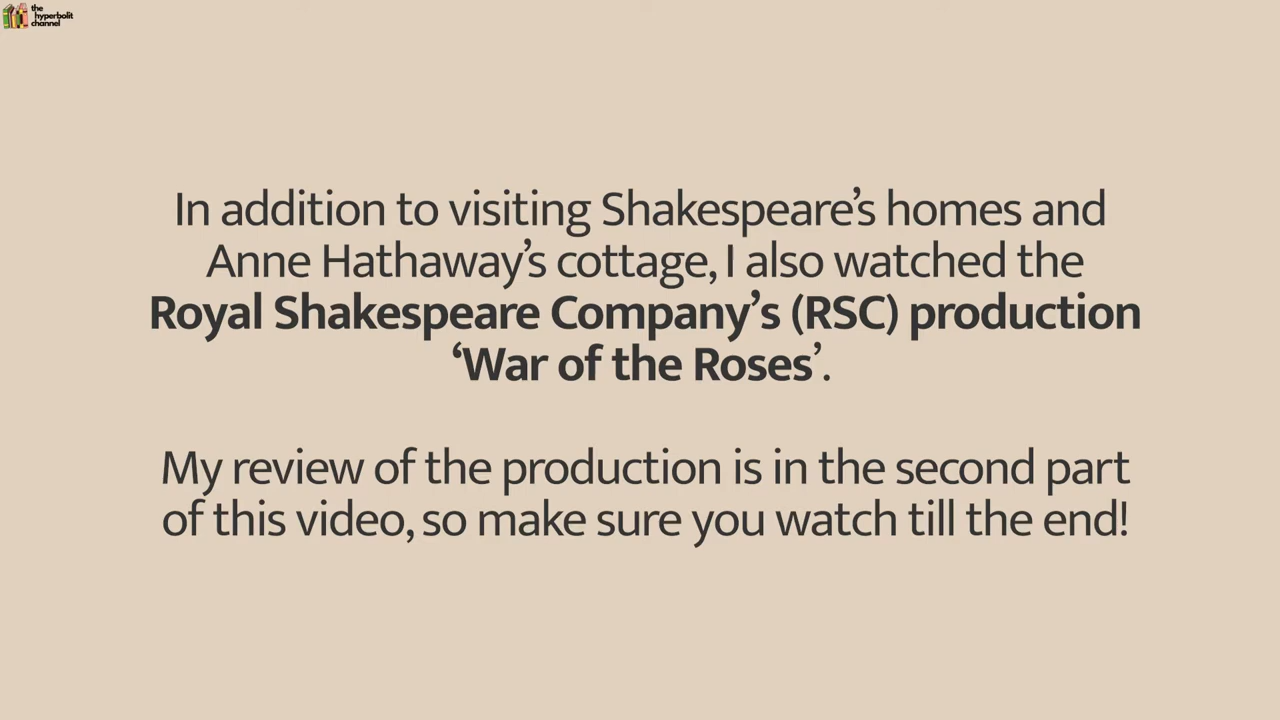 the
hyperbolit
channel
In addition to visiting Shakespeare’s homes and
Anne Hathaway’s cottage, I also watched the
Royal Shakespeare Company’s (RSC) production
‘War of the Roses’.
My review of the production is in the second part
of this video, so make sure you watch till the end!